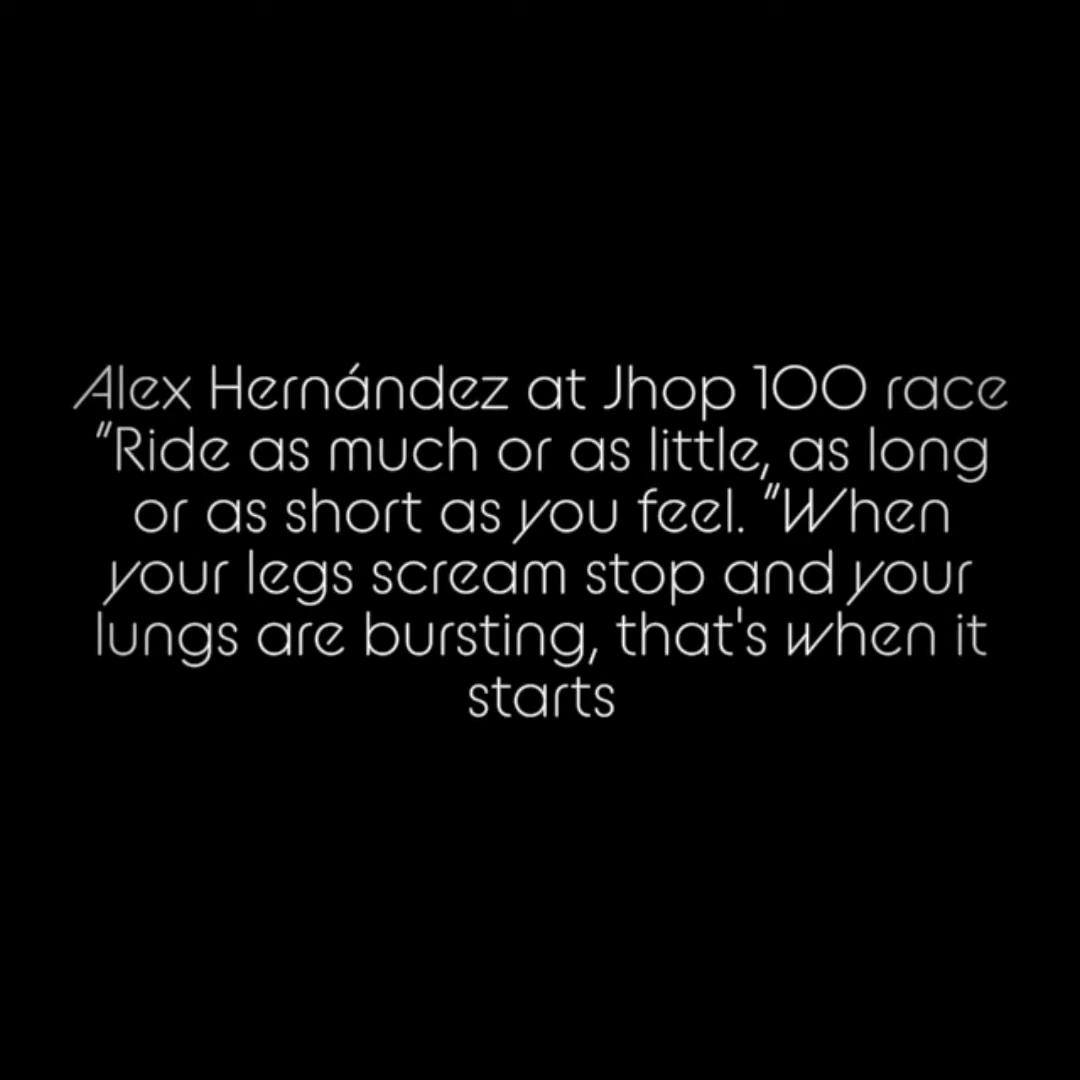 Alex Hernández at Jhop 100 race
"Ride as much or as little, as long
or as short as you feel. "When
your legs scream stop and your
lungs are bursting, that's when it
starts